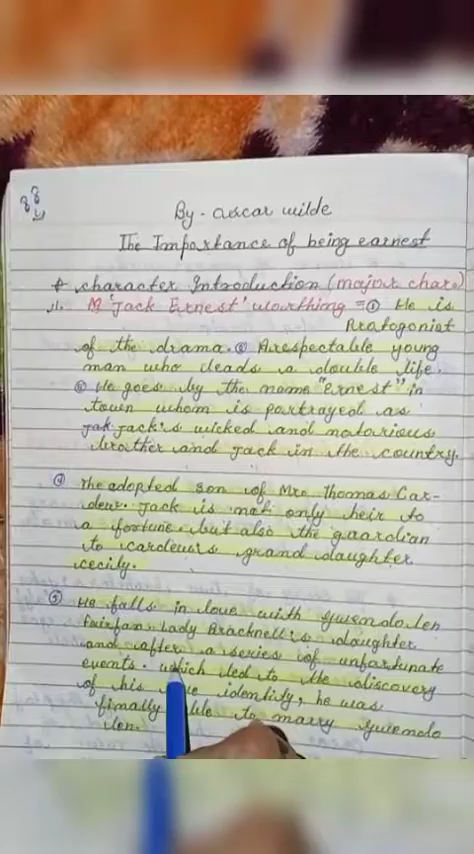 By - Oscar wilde
The Importance of being earnest
# character Introduction (major char.)
1. M 'Jack Ernest' Worthing = ① He is
Protogonist
of the drama. ② A respectable young
man who leads a double life.
③ He goes by the name "Ernest" in
town whom is portrayed as
jak jack's wicked and notorious
brother and jack in the country.
④ The adopted son of Mr. Thomas Car-
dew. Jack is not only heir to
a fortune. but also the guardian
to cardew's grand daughter
cecily.
⑤ He falls in love with Gwendolen
fairfax. Lady Bracknell's daughter
and after a series of unfortunate
events. which led to the discovery
of his identity, he was
finally to marry Gwendo
len.